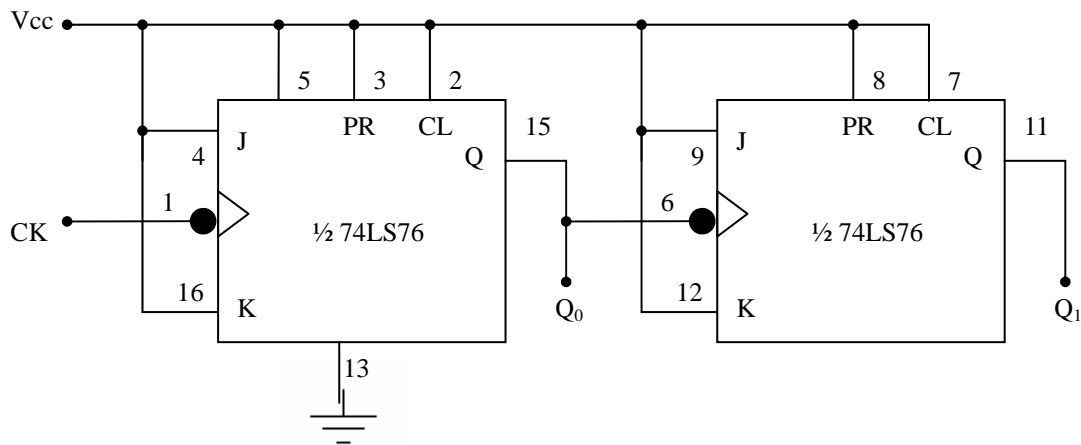 Vcc
5 3 2 8 7
PR CL 15 PR CL 11
J Q J Q
4 9
1 6
CK ½ 74LS76 ½ 74LS76
16 K 12 K
Q₀ Q₁
13